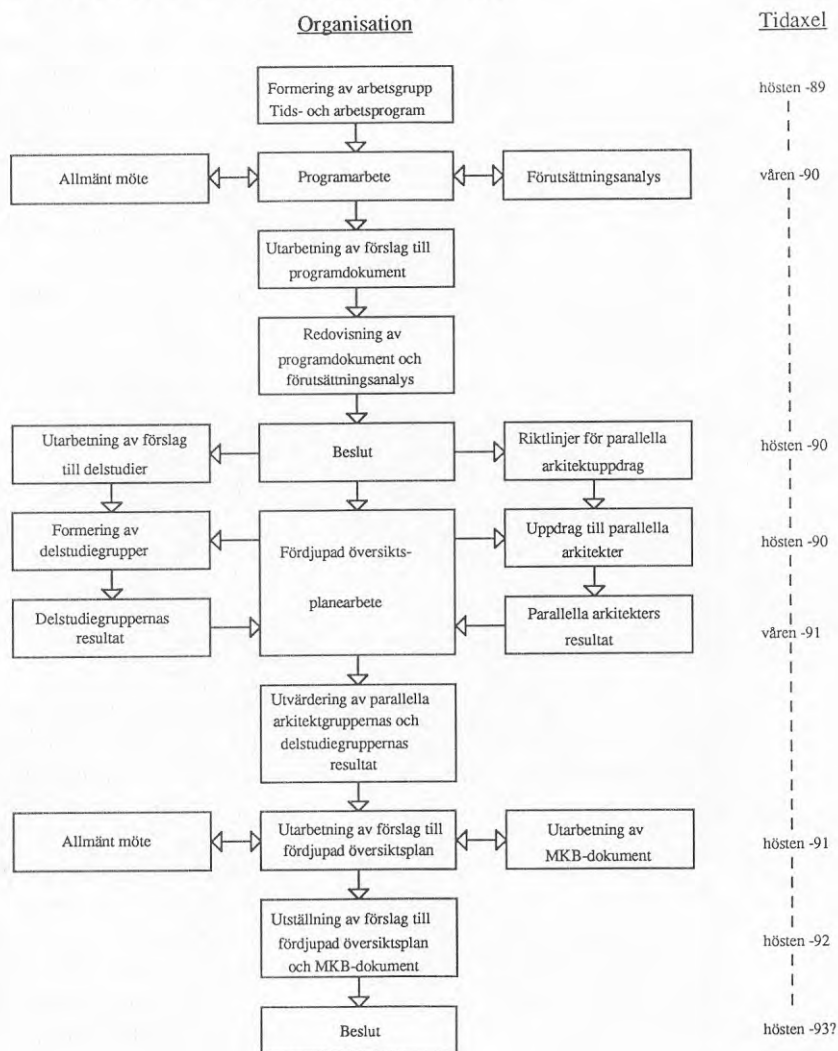 Organisation
Tidaxel
Formering av arbetsgrupp
Tids- och arbetsprogram
hösten -89
Allmänt möte
Programarbete
Förutsättningsanalys
våren -90
Utarbetning av förslag till
programdokument
Redovisning av
programdokument och
förutsättningsanalys
Utarbetning av förslag
till delstudier
Beslut
Riktlinjer för parallella
arkitektuppdrag
hösten -90
Formering av
delstudiegrupper
Fördjupad översikts-
planearbete
Uppdrag till parallella
arkitekter
hösten -90
Delstudiegruppernas
resultat
Parallella arkitekters
resultat
våren -91
Utvärdering av parallella
arkitektgruppernas och
delstudiegruppernas
resultat
Allmänt möte
Utarbetning av förslag till
fördjupad översiktsplan
Utarbetning av
MKB-dokument
hösten -91
Utställning av förslag till
fördjupad översiktsplan
och MKB-dokument
hösten -92
Beslut
hösten -93?